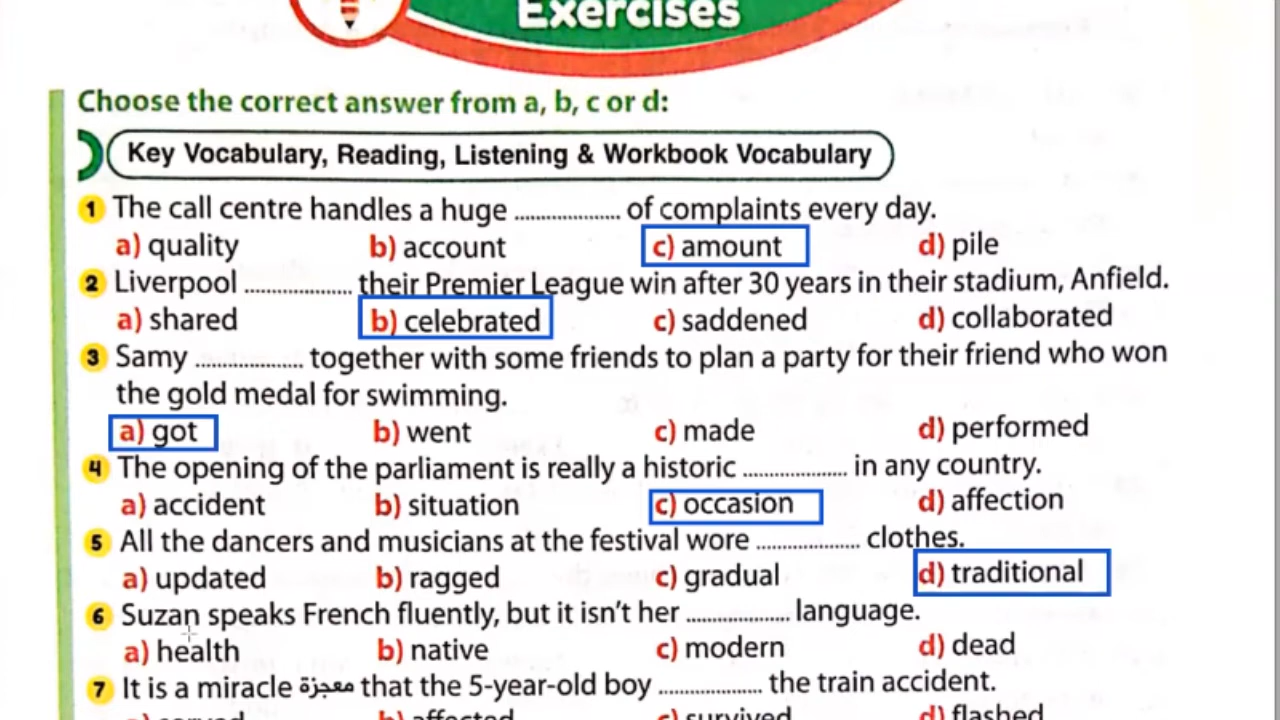 Exercises
Choose the correct answer from a, b, c or d:
Key Vocabulary, Reading, Listening & Workbook Vocabulary
1 The call centre handles a huge .................... of complaints every day.
a) quality b) account c) amount d) pile
2 Liverpool .................... their Premier League win after 30 years in their stadium, Anfield.
a) shared b) celebrated c) saddened d) collaborated
3 Samy .................... together with some friends to plan a party for their friend who won
the gold medal for swimming.
a) got b) went c) made d) performed
4 The opening of the parliament is really a historic .................... in any country.
a) accident b) situation c) occasion d) affection
5 All the dancers and musicians at the festival wore .................... clothes.
a) updated b) ragged c) gradual d) traditional
6 Suzan speaks French fluently, but it isn't her .................... language.
a) health b) native c) modern d) dead
7 It is a miracle معجزة that the 5-year-old boy .................... the train accident.
a) served b) affected c) survived d) flashed